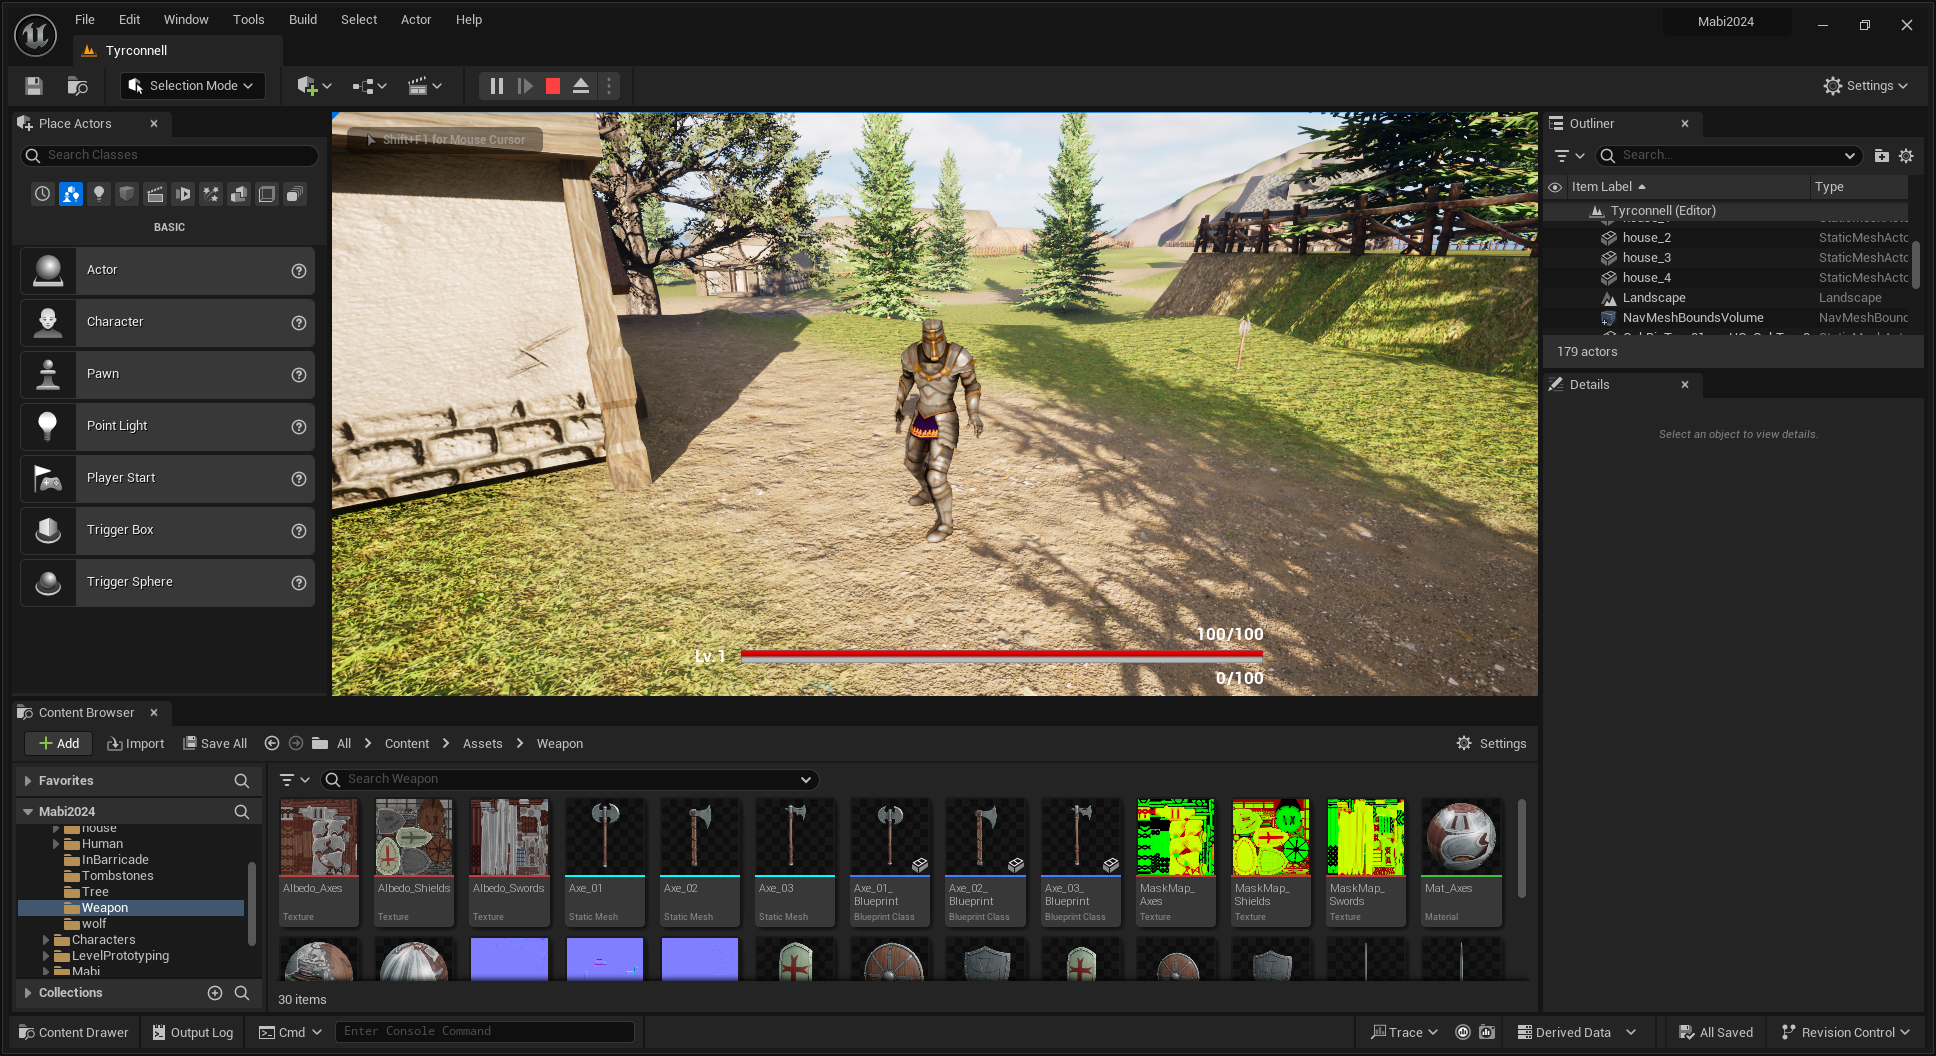 File Edit Window Tools Build Select Actor Help
Mabi2024
Tyrconnell
Selection Mode
Settings
Place Actors
Search Classes
BASIC
Actor
Character
Pawn
Point Light
Player Start
Trigger Box
Trigger Sphere
Shift+F1 for Mouse Cursor
100/100
Lv. 1
0/100
Outliner
Search...
Item Label Type
Tyrconnell (Editor)
house_2 StaticMeshActo
house_3 StaticMeshActo
house_4 StaticMeshActo
Landscape Landscape
NavMeshBoundsVolume NavMeshBound
179 actors
Details
Select an object to view details.
Content Browser
Add Import Save All All Content Assets Weapon Settings
Favorites
Mabi2024
house
Human
InBarricade
Tombstones
Tree
Weapon
wolf
Characters
LevelPrototyping
Mabi
Collections
Search Weapon
Albedo_Axes
Texture
Albedo_Shields
Texture
Albedo_Swords
Texture
Axe_01
Static Mesh
Axe_02
Static Mesh
Axe_03
Static Mesh
Axe_01_
Blueprint
Blueprint Class
Axe_02_
Blueprint
Blueprint Class
Axe_03_
Blueprint
Blueprint Class
MaskMap_
Axes
Texture
MaskMap_
Shields
Texture
MaskMap_
Swords
Texture
Mat_Axes
Material
30 items
Content Drawer Output Log Cmd Enter Console Command Trace Derived Data All Saved Revision Control